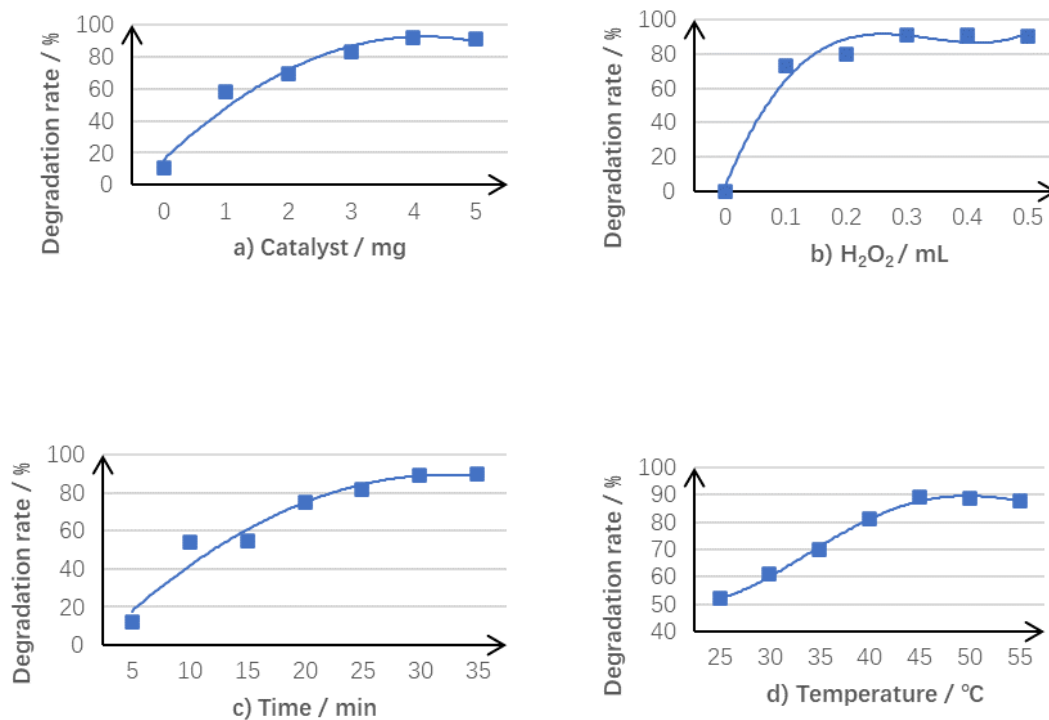 Degradation rate / %
100
80
60
40
20
0
0 1 2 3 4 5
a) Catalyst / mg
Degradation rate / %
100
80
60
40
20
0
0 0.1 0.2 0.3 0.4 0.5
b) H₂O₂ / mL
Degradation rate / %
100
80
60
40
20
0
5 10 15 20 25 30 35
c) Time / min
Degradation rate / %
100
90
80
70
60
50
40
25 30 35 40 45 50 55
d) Temperature / ℃